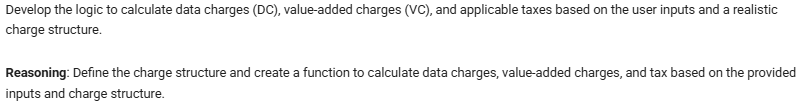 Develop the logic to calculate data charges (DC), value-added charges (VC), and applicable taxes based on the user inputs and a realistic
charge structure.
Reasoning: Define the charge structure and create a function to calculate data charges, value-added charges, and tax based on the provided
inputs and charge structure.